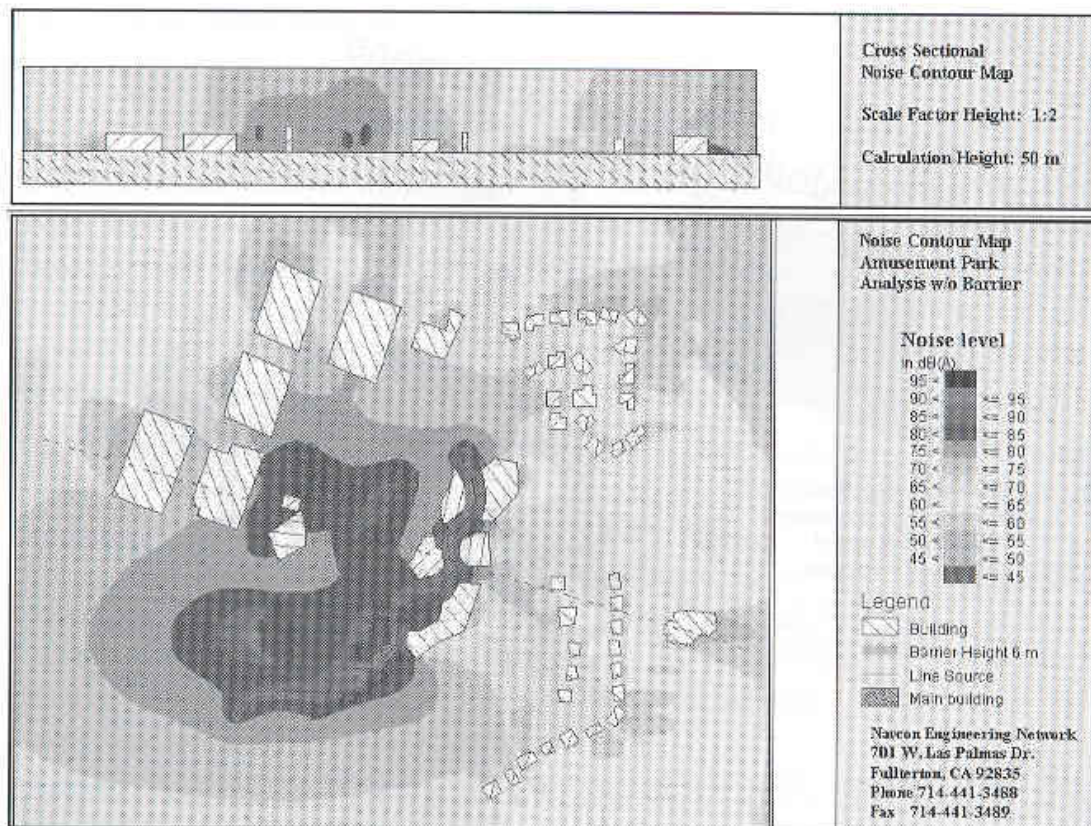 Cross Sectional
Noise Contour Map
Scale Factor Height: 1:2
Calculation Height: 50 m
Noise Contour Map
Amusement Park
Analysis w/o Barrier
Noise level
in dB(A)
95 <
90 < <= 95
85 < <= 90
80 < <= 85
75 < <= 80
70 < <= 75
65 < <= 70
60 < <= 65
55 < <= 60
50 < <= 55
45 < <= 50
<= 45
Legend
Building
Barrier Height 6 m
Line Source
Main building
Navcon Engineering Network
701 W. Las Palmas Dr.
Fullerton, CA 92835
Phone 714-441-3488
Fax 714-441-3489